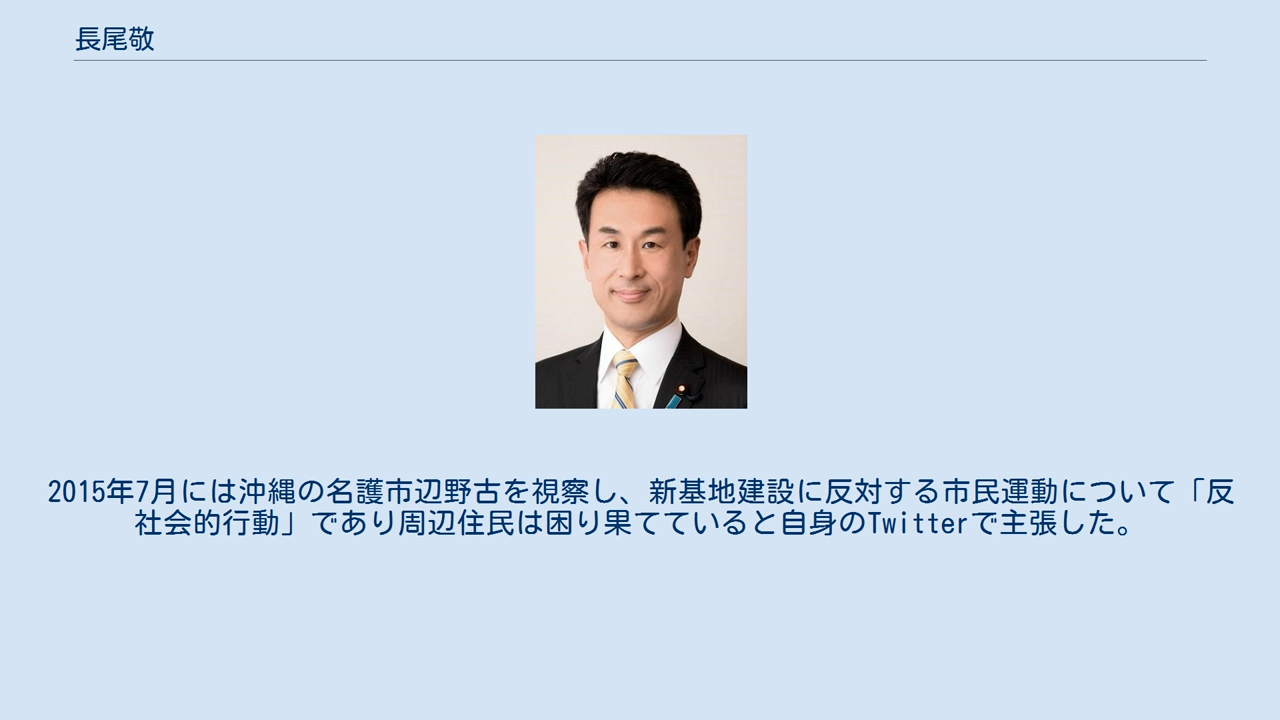 長尾敬
2015年7月には沖縄の名護市辺野古を視察し、新基地建設に反対する市民運動について「反
社会的行動」であり周辺住民は困り果てていると自身のTwitterで主張した。